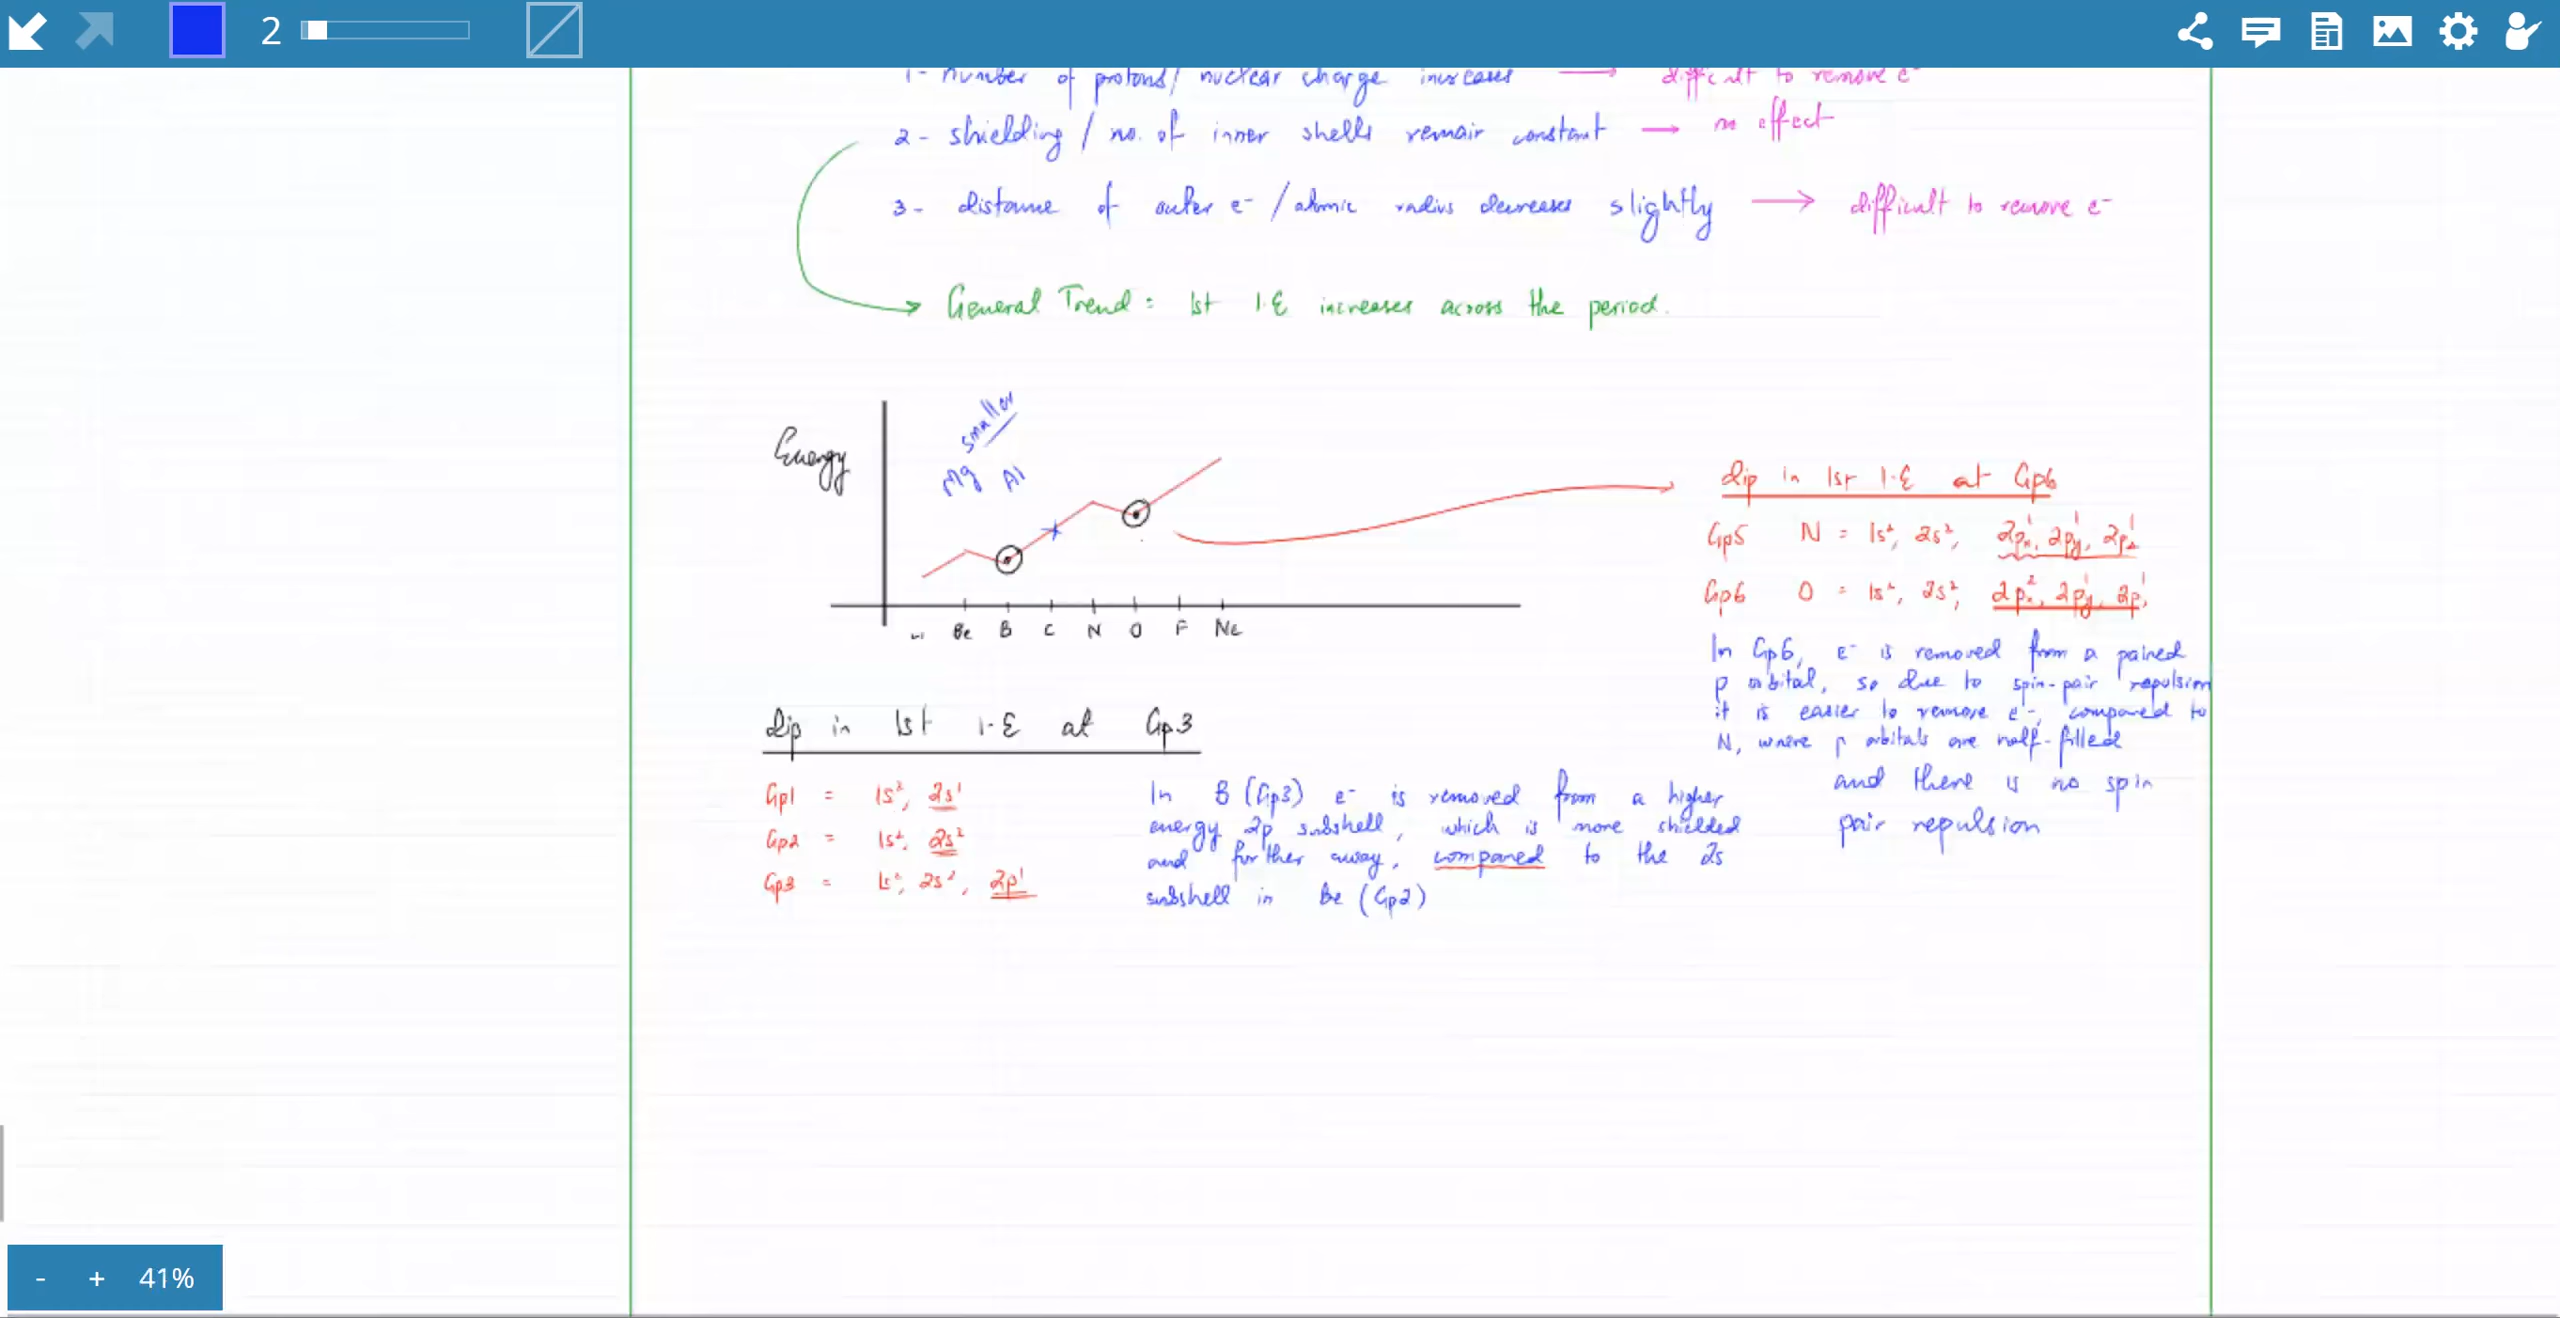 2
1- number of protons/ nuclear charge increases → difficult to remove e⁻
2- shielding / no. of inner shells remain constant → no effect
3- distance of outer e⁻ / atomic radius decreases slightly → difficult to remove e⁻
General Trend : 1st I.E increases across the period.
smaller
Mg Al
Energy
Li Be B C N O F Ne
Dip in 1st I.E at Gp6
Gp5 N = 1s², 2s², 2px¹, 2py¹, 2pz¹
Gp6 O = 1s², 2s², 2px², 2py¹, 2p¹
In Gp6, e⁻ is removed from a paired
p orbital, so due to spin-pair repulsion
it is easier to remove e⁻, compared to
N, where p orbitals are half-filled
and there is no spin
pair repulsion
Dip in 1st I.E at Gp3
Gp1 = 1s², 2s¹
Gp2 = 1s², 2s²
Gp3 = 1s², 2s², 2p¹
In B (Gp3) e⁻ is removed from a higher
energy 2p subshell, which is more shielded
and further away, compared to the 2s
subshell in Be (Gp2)
- + 41%